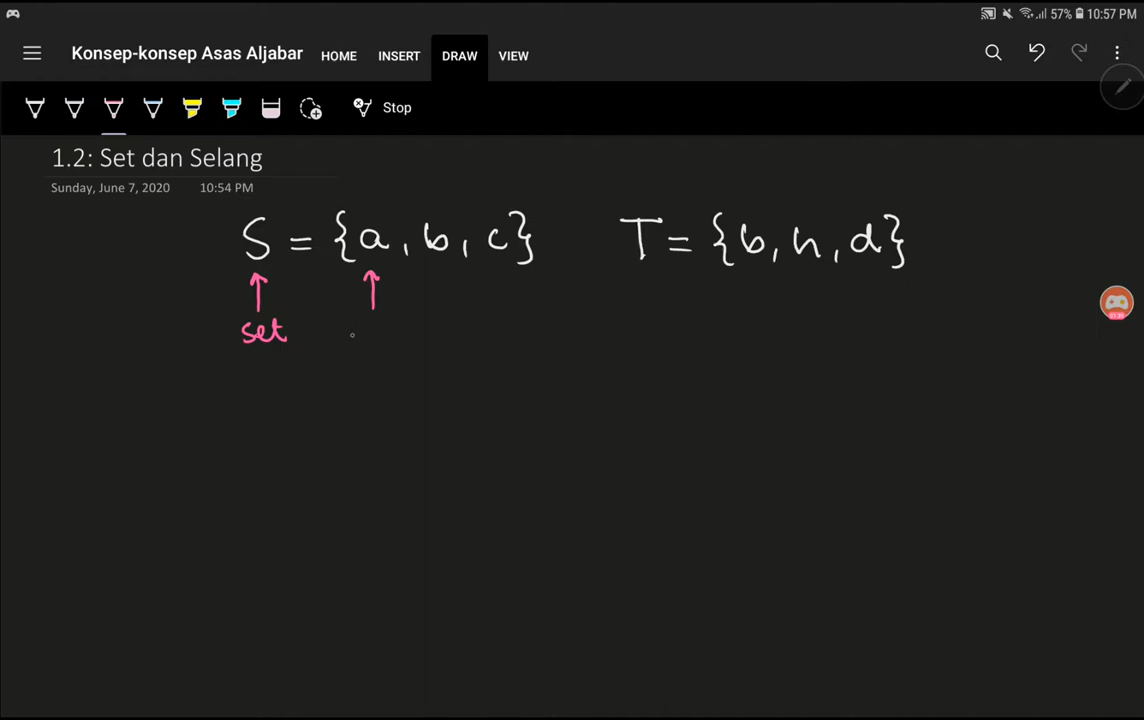 57% 10:57 PM
Konsep-konsep Asas Aljabar HOME INSERT DRAW VIEW
Stop
1.2: Set dan Selang
Sunday, June 7, 2020 10:54 PM
S = {a, b, c} T = {b, h, d}
set